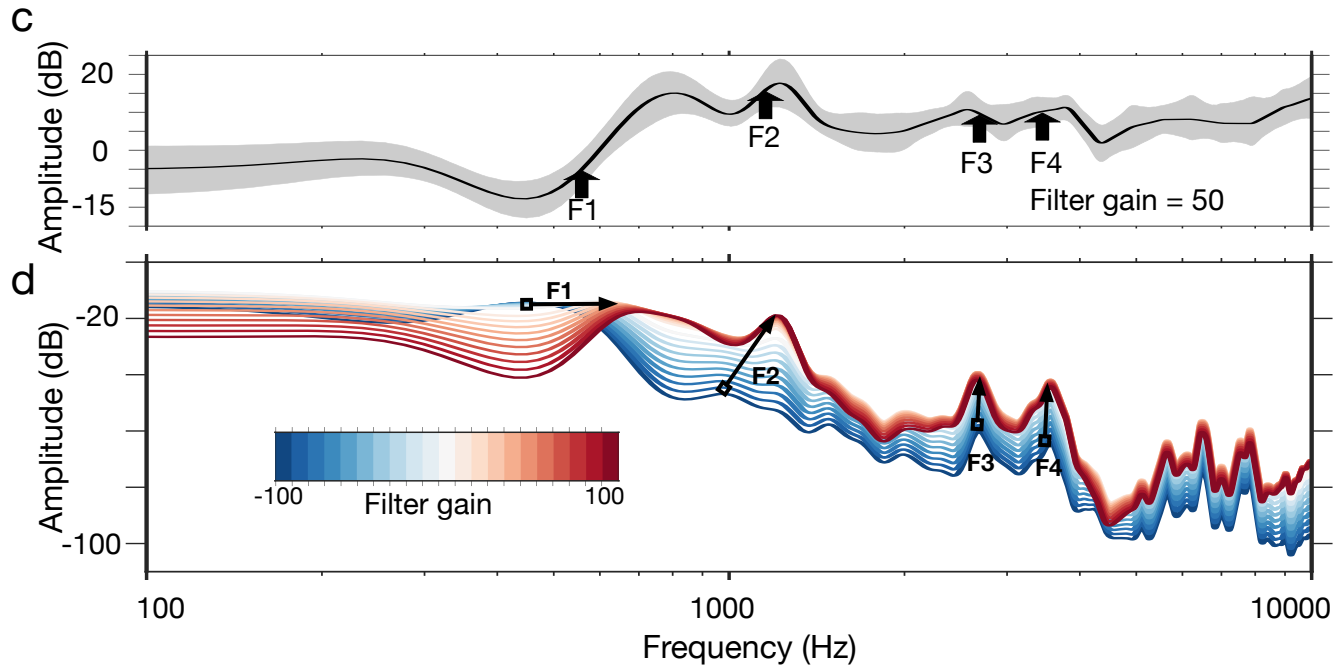 c
Amplitude (dB)
20
0
-15
F1
F2
F3
F4
Filter gain = 50
d
Amplitude (dB)
-20
-100
F1
F2
F3
F4
-100
100
Filter gain
100
1000
10000
Frequency (Hz)